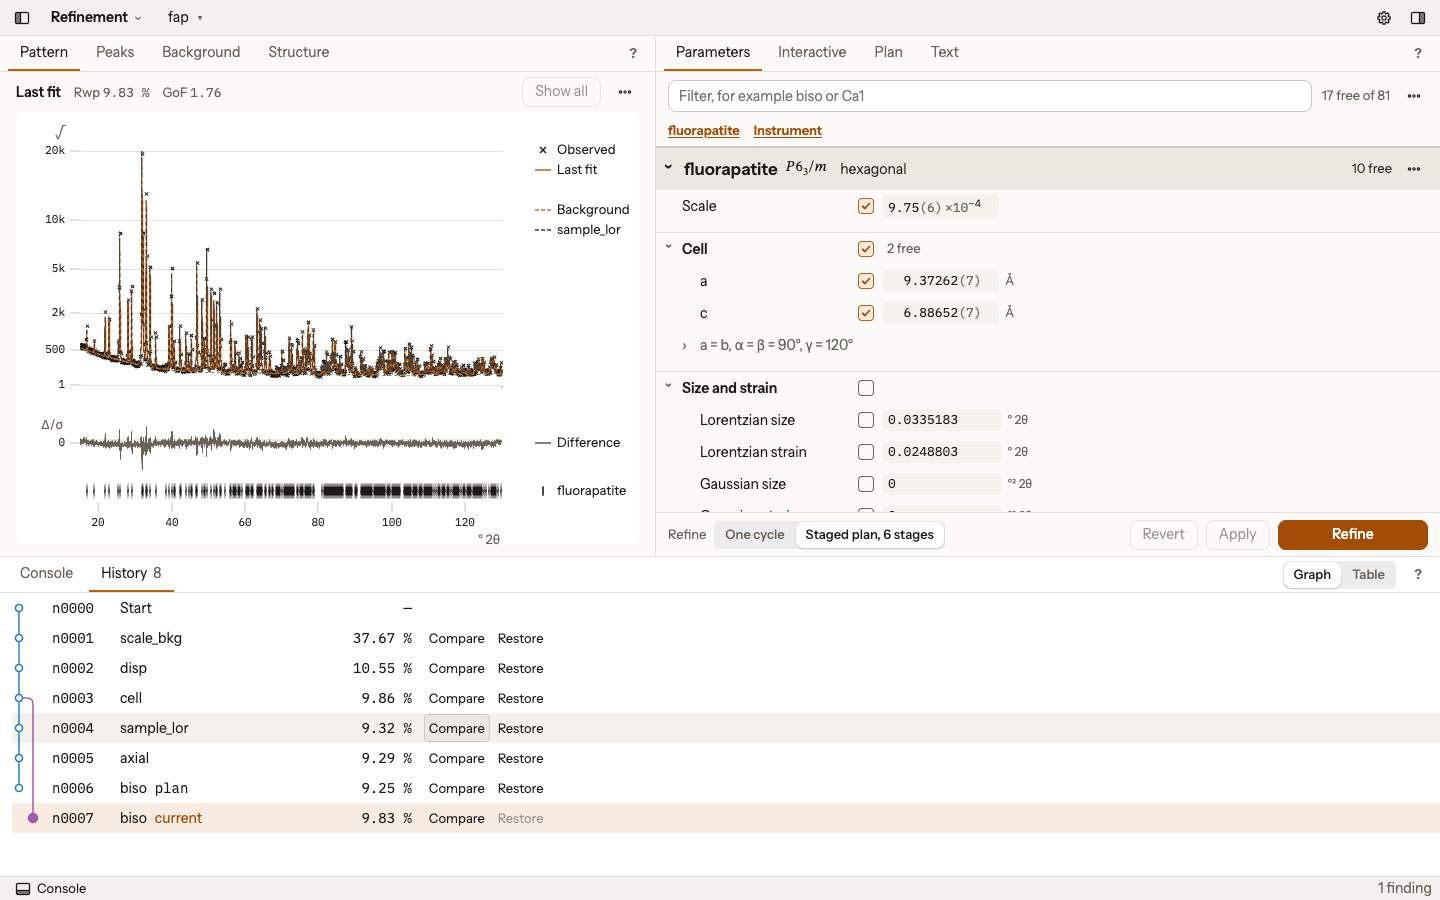 Refinement fap
Pattern Peaks Background Structure ?
Parameters Interactive Plan Text ?
Last fit Rwp 9.83 % GoF 1.76 Show all
Filter, for example biso or Ca1 17 free of 81
fluorapatite Instrument
√
20k
10k
5k
2k
500
1
Δ/σ
0
20 40 60 80 100 120
°2θ
Observed
Last fit
Background
sample_lor
Difference
fluorapatite
fluorapatite P6₃/m hexagonal 10 free
Scale 9.75(6) ×10⁻⁴
Cell 2 free
a 9.37262(7) Å
c 6.88652(7) Å
a = b, α = β = 90°, γ = 120°
Size and strain
Lorentzian size 0.0335183 °2θ
Lorentzian strain 0.0248803 °2θ
Gaussian size 0 °² 2θ
Refine One cycle Staged plan, 6 stages Revert Apply Refine
Console History 8 Graph Table ?
n0000 Start —
n0001 scale_bkg 37.67 % Compare Restore
n0002 disp 10.55 % Compare Restore
n0003 cell 9.86 % Compare Restore
n0004 sample_lor 9.32 % Compare Restore
n0005 axial 9.29 % Compare Restore
n0006 biso plan 9.25 % Compare Restore
n0007 biso current 9.83 % Compare Restore
Console 1 finding